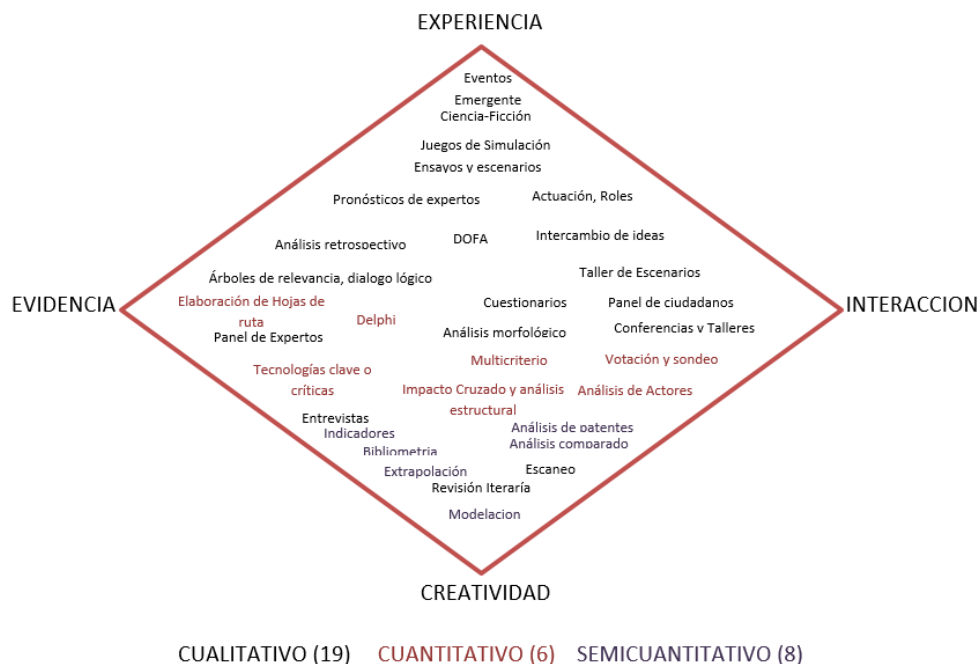 EXPERIENCIA
Eventos
Emergente
Ciencia-Ficción
Juegos de Simulación
Ensayos y escenarios
Pronósticos de expertos
Actuación, Roles
Análisis retrosoectivo
DOFA
Intercambio de ideas
Árboles de relevancia, dialogo lógico
Taller de Escenarios
EVIDENCIA
Elaboración de Hojas de
ruta
Delphi
Cuestionarios
Panel de ciudadanos
INTERACCION
Panel de Expertos
Análisis morfológico
Conferencias y Talleres
Tecnologías clave o
críticas
Multicriterio
Votación y sondeo
Impacto Cruzado y análisis
estructural
Análisis de Actores
Entrevistas
Indicadores
Análisis de patentes
Análisis comparado
Bibliometria
Extrapolación
Escaneo
Revisión Iteraría
Modelacion
CREATIVIDAD
CUALITATIVO (19) CUANTITATIVO (6) SEMICUANTITATIVO (8)